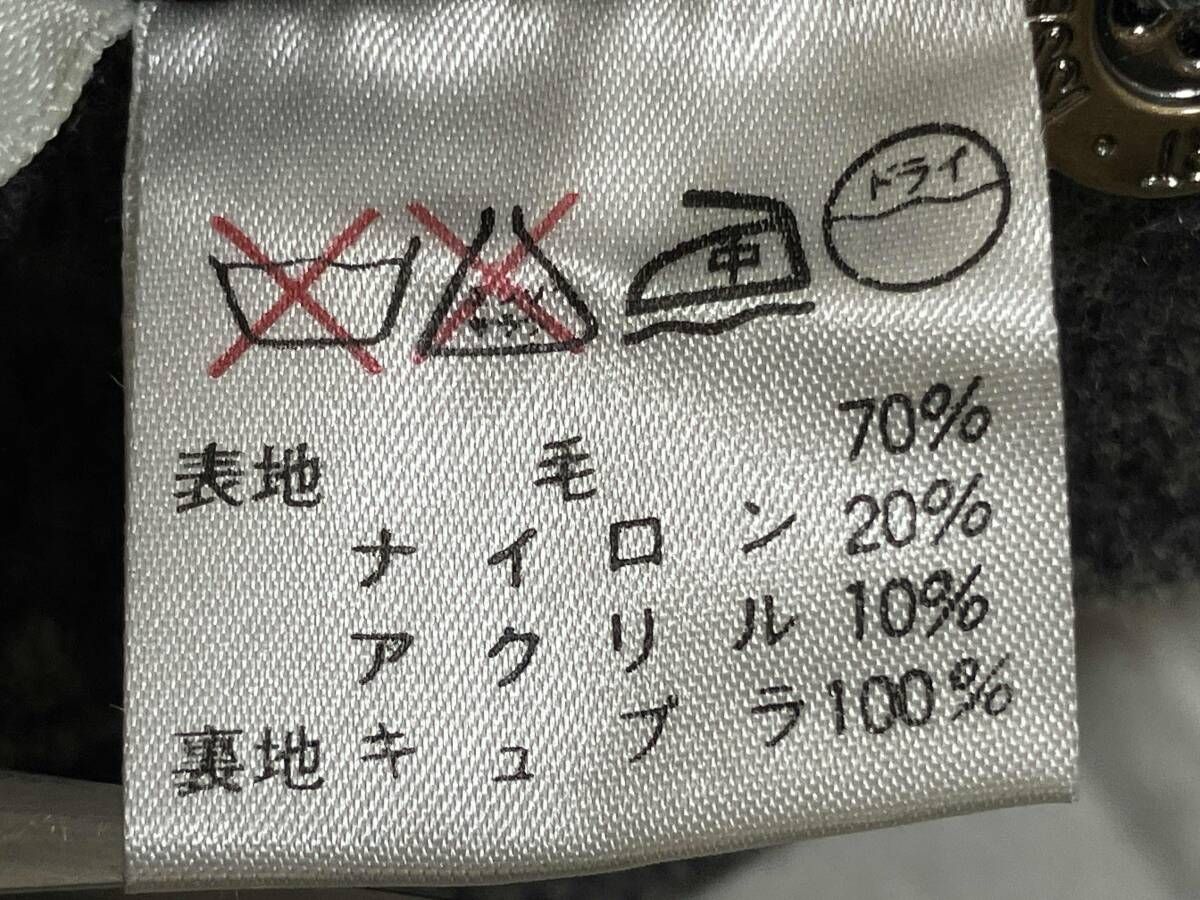 ドライ
中
表地 毛 70%
ナイロン 20%
アクリル 10%
裏地 キュプラ 100%